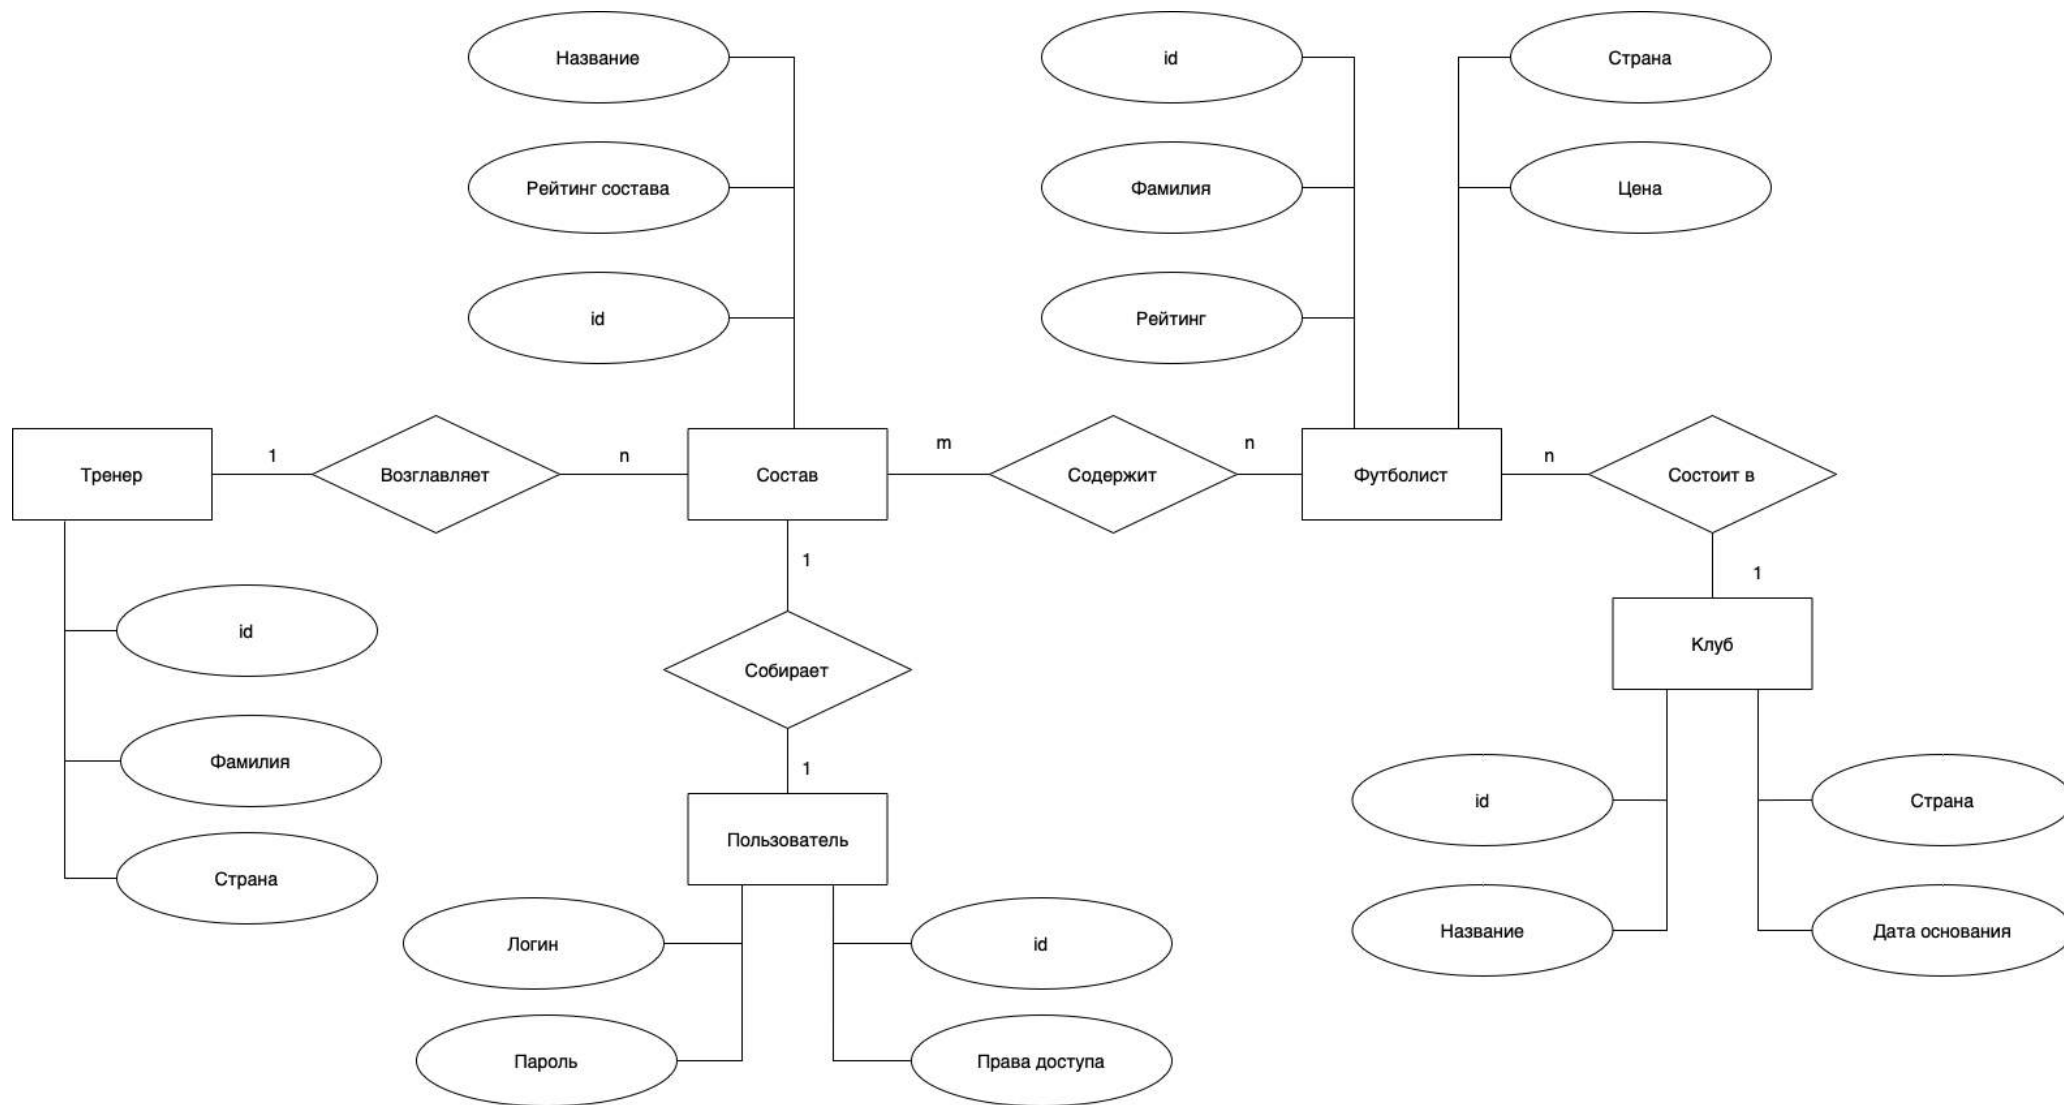 Название
id
Страна
Рейтинг состава
Фамилия
Цена
id
Рейтинг
Тренер
1
Возглавляет
n
Состав
m
Содержит
n
Футболист
n
Состоит в
1
1
Клуб
id
Собирает
Фамилия
1
Страна
Пользователь
id
Страна
Логин
id
Название
Дата основания
Пароль
Права доступа